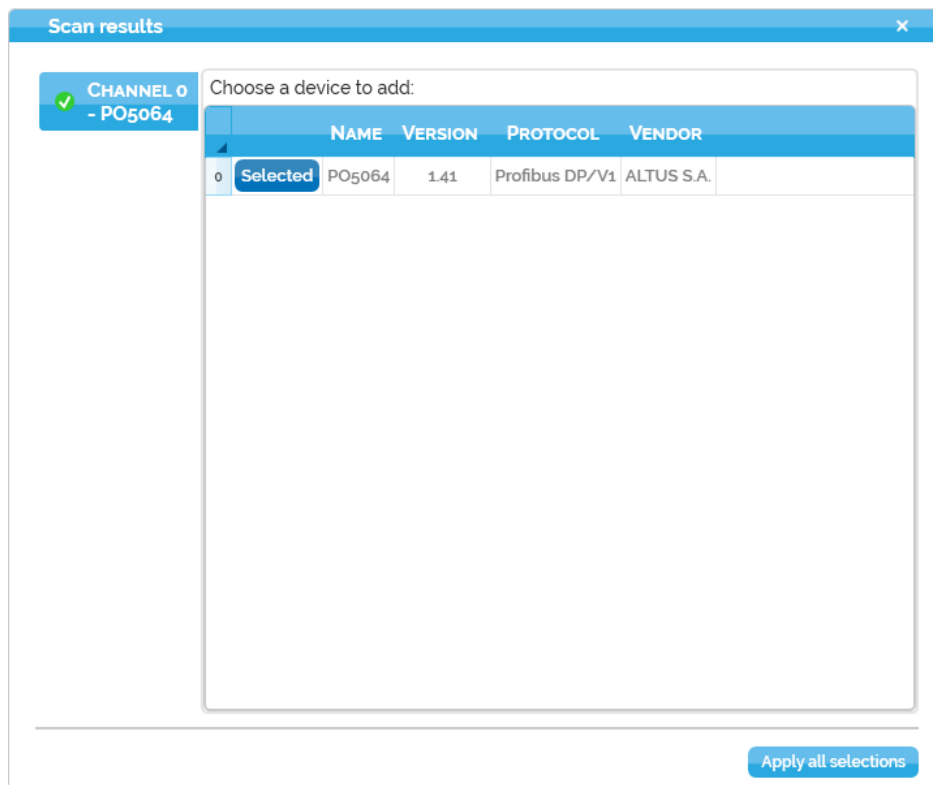 Scan results ×
CHANNEL 0
- PO5064
Choose a device to add:
NAME VERSION PROTOCOL VENDOR
0 Selected PO5064 1.41 Profibus DP/V1 ALTUS S.A.
Apply all selections